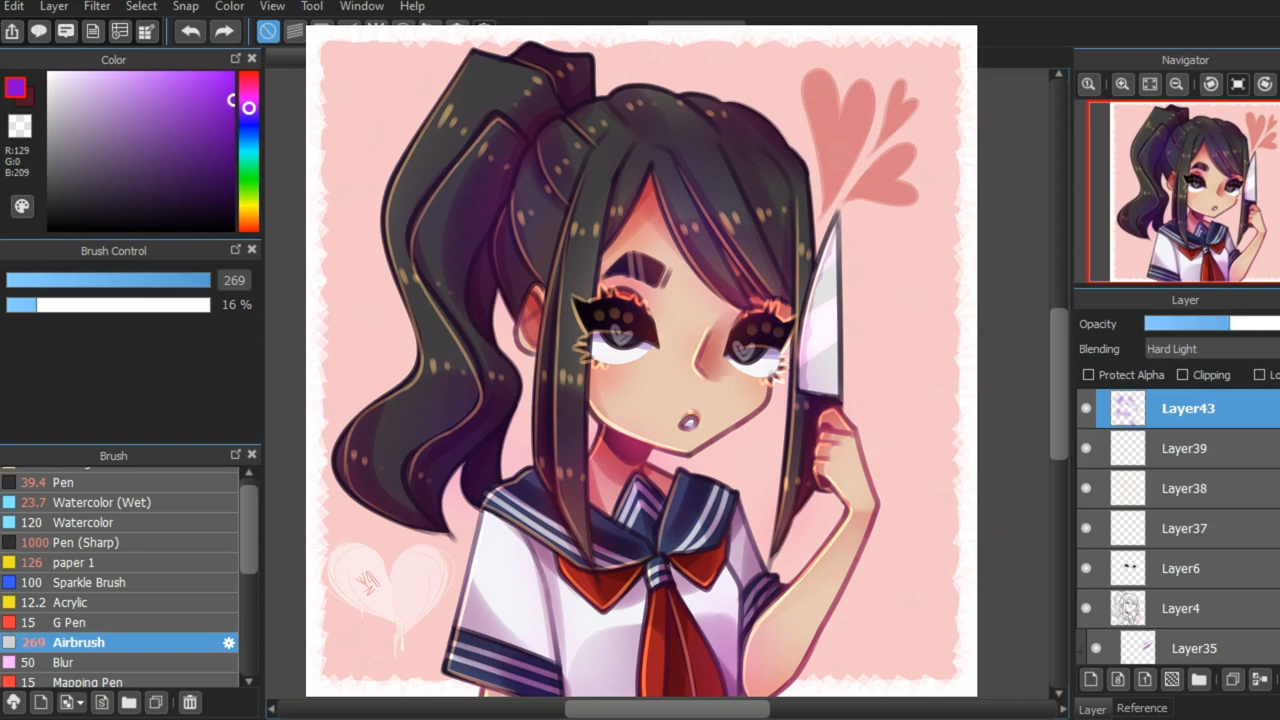 Edit Layer Filter Select Snap Color View Tool Window Help
Color
R:129
G:0
B:209
Brush Control
269
16 %
Brush
39.4 Pen
23.7 Watercolor (Wet)
120 Watercolor
1000 Pen (Sharp)
126 paper 1
100 Sparkle Brush
12.2 Acrylic
15 G Pen
269 Airbrush
50 Blur
15 Mapping Pen
Navigator
Layer
Opacity
Blending Hard Light
Protect Alpha Clipping Lo
Layer43
Layer39
Layer38
Layer37
Layer6
Layer4
Layer35
Layer Reference